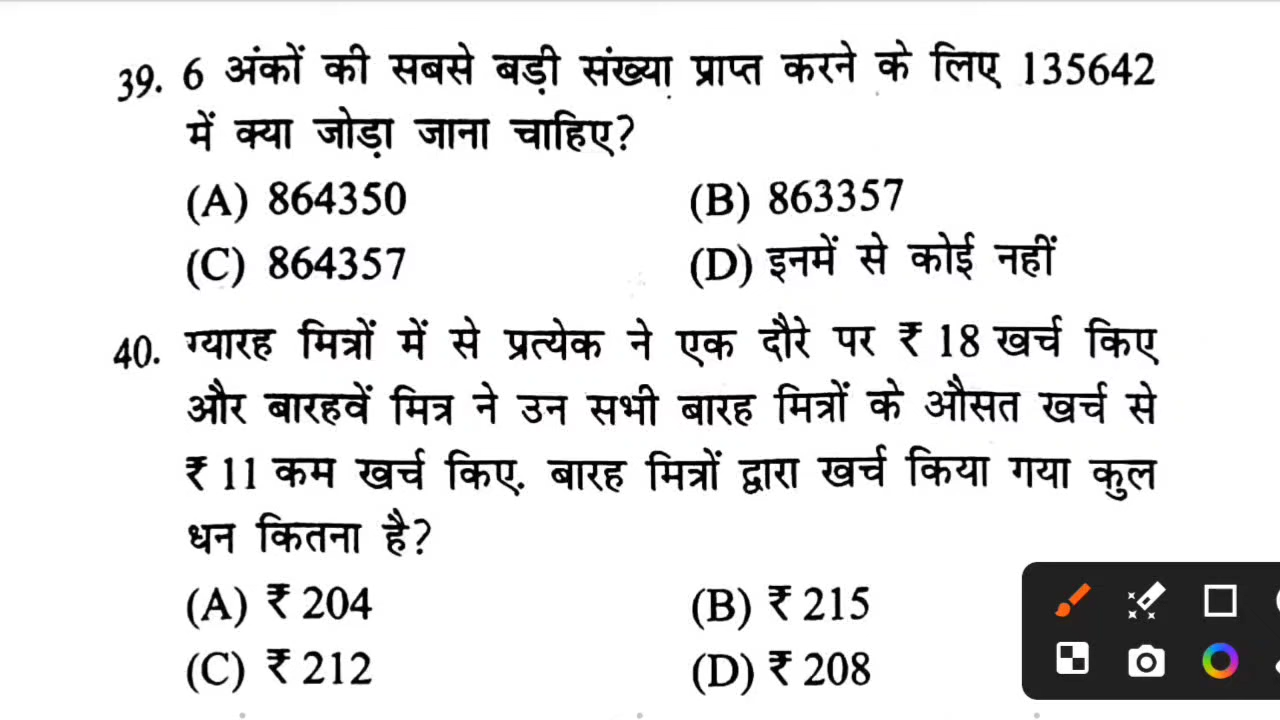 39. 6 अंकों की सबसे बड़ी संख्या प्राप्त करने के लिए 135642
में क्या जोड़ा जाना चाहिए?
(A) 864350 (B) 863357
(C) 864357 (D) इनमें से कोई नहीं
40. ग्यारह मित्रों में से प्रत्येक ने एक दौरे पर ₹ 18 खर्च किए
और बारहवें मित्र ने उन सभी बारह मित्रों के औसत खर्च से
₹ 11 कम खर्च किए. बारह मित्रों द्वारा खर्च किया गया कुल
धन कितना है?
(A) ₹ 204 (B) ₹ 215
(C) ₹ 212 (D) ₹ 208